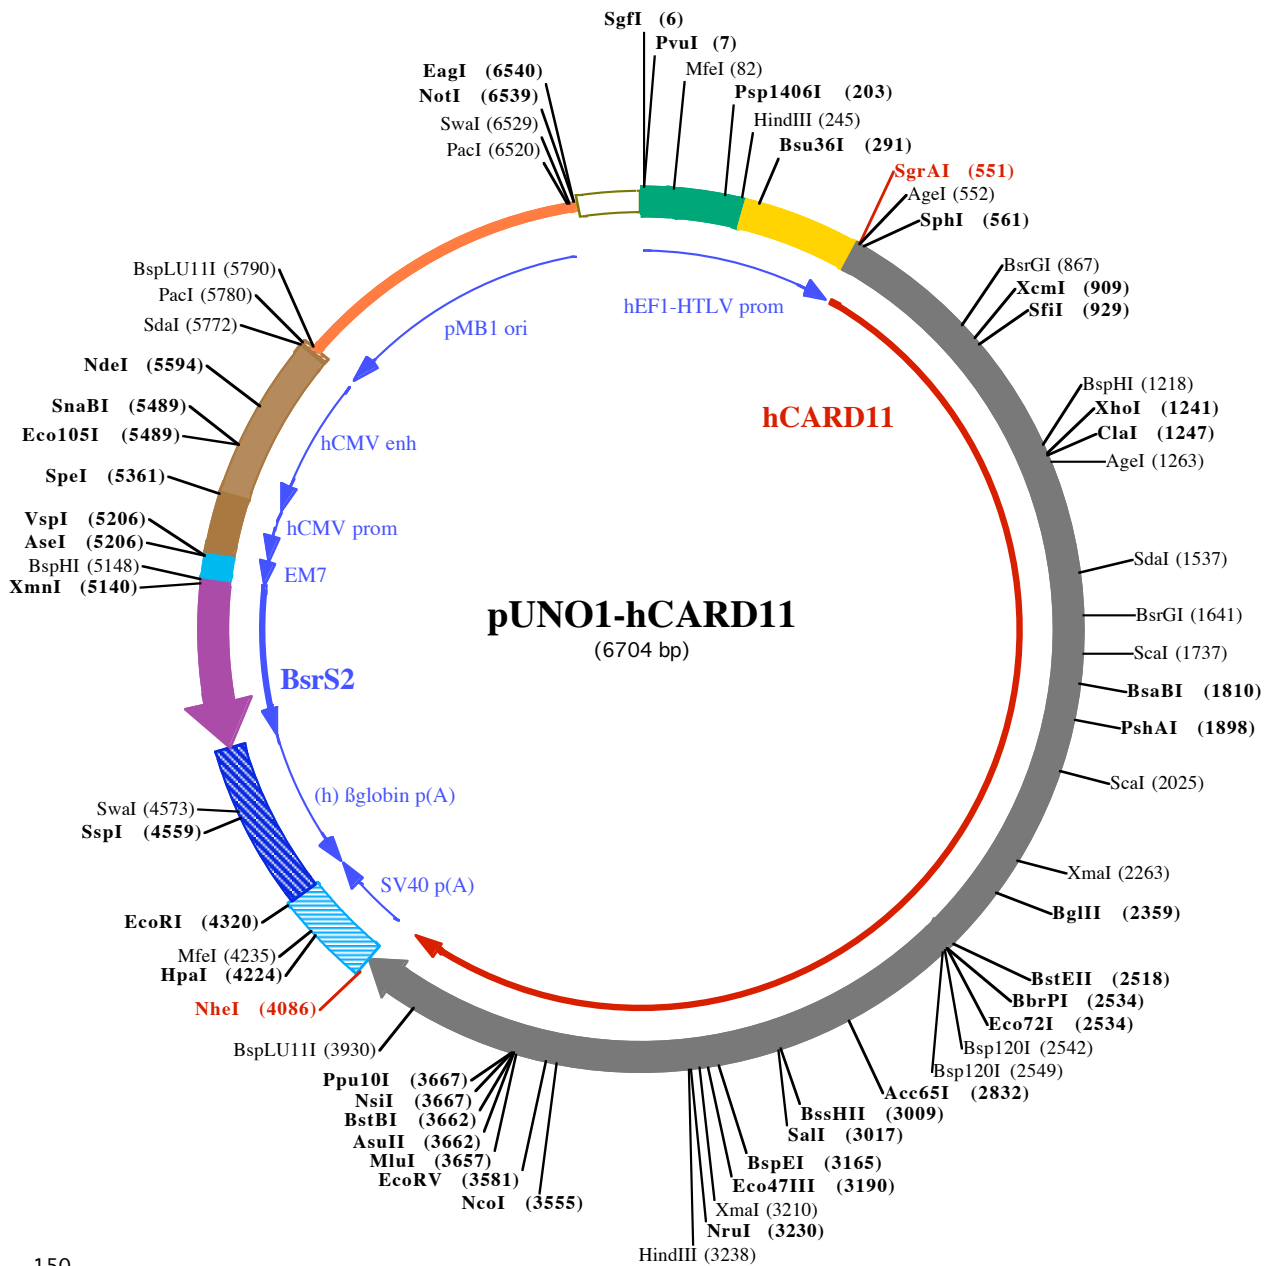 SgfI (6)
PvuI (7)
MfeI (82)
Psp1406I (203)
HindIII (245)
Bsu36I (291)
SgrAI (551)
AgeI (552)
SphI (561)
BsrGI (867)
XcmI (909)
SfiI (929)
BspHI (1218)
XhoI (1241)
ClaI (1247)
AgeI (1263)
SdaI (1537)
BsrGI (1641)
ScaI (1737)
BsaBI (1810)
PshAI (1898)
ScaI (2025)
XmaI (2263)
BglII (2359)
BstEII (2518)
BbrPI (2534)
Eco72I (2534)
Bsp120I (2542)
Bsp120I (2549)
Acc65I (2832)
BssHII (3009)
SalI (3017)
BspEI (3165)
Eco47III (3190)
XmaI (3210)
NruI (3230)
HindIII (3238)
NcoI (3555)
EcoRV (3581)
MluI (3657)
AsuII (3662)
BstBI (3662)
NsiI (3667)
Ppu10I (3667)
BspLU11I (3930)
NheI (4086)
HpaI (4224)
MfeI (4235)
EcoRI (4320)
SspI (4559)
SwaI (4573)
XmnI (5140)
BspHI (5148)
AseI (5206)
VspI (5206)
SpeI (5361)
Eco105I (5489)
SnaBI (5489)
NdeI (5594)
SdaI (5772)
PacI (5780)
BspLU11I (5790)
PacI (6520)
SwaI (6529)
NotI (6539)
EagI (6540)
hEF1-HTLV prom
hCARD11
pMB1 ori
hCMV enh
hCMV prom
EM7
BsrS2
(h) ßglobin p(A)
SV40 p(A)
pUNO1-hCARD11
(6704 bp)
150